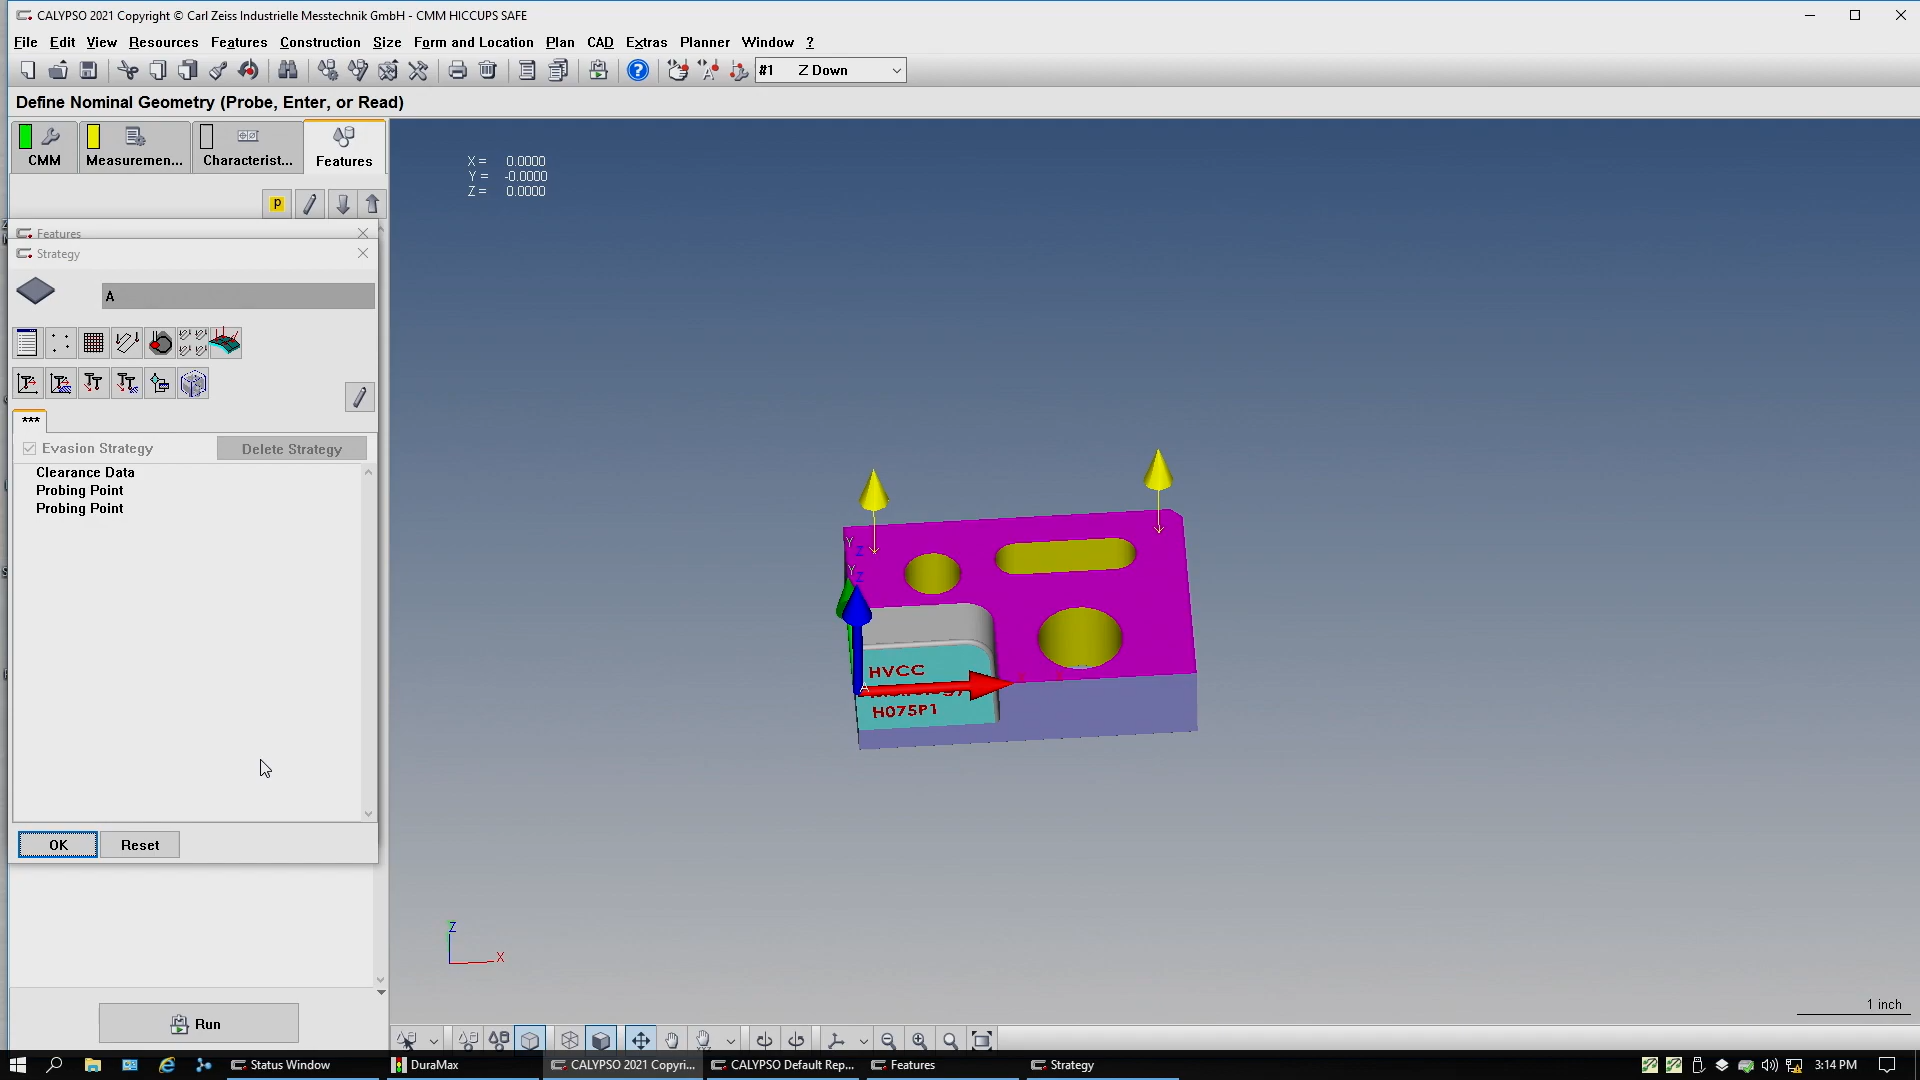 CALYPSO 2021 Copyright © Carl Zeiss Industrielle Messtechnik GmbH - CMM HICCUPS SAFE
File Edit View Resources Features Construction Size Form and Location Plan CAD Extras Planner Window ?
#1 Z Down
Define Nominal Geometry (Probe, Enter, or Read)
CMM Measuremen... Characterist... Features
X = 0.0000
Y = -0.0000
Z = 0.0000
P
Features
Strategy
A
***
Evasion Strategy Delete Strategy
Clearance Data
Probing Point
Probing Point
Y
Z
Y
Z
HVCC
A
H075P1
OK Reset
Z
X
1 inch
Run
Status Window DuraMax CALYPSO 2021 Copyri... CALYPSO Default Rep... Features Strategy 3:14 PM